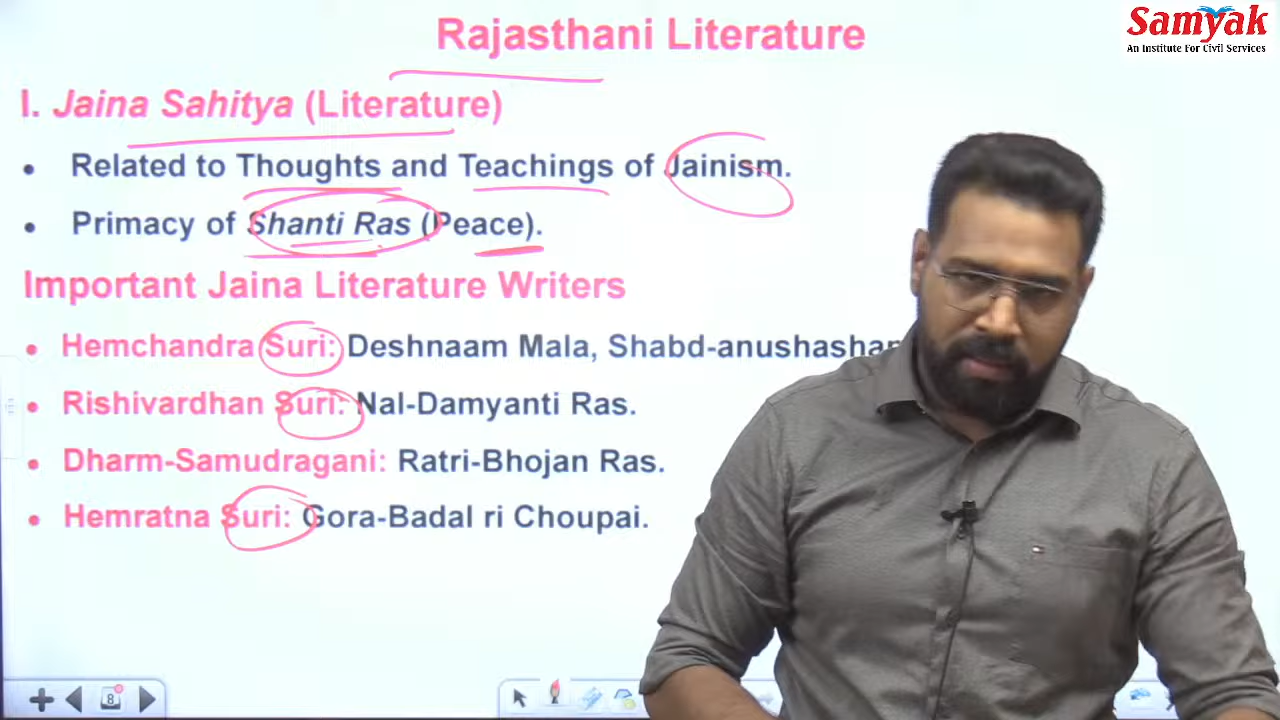 Rajasthani Literature
Samyak
An Institute For Civil Services
I. Jaina Sahitya (Literature)
• Related to Thoughts and Teachings of Jainism.
• Primacy of Shanti Ras (Peace).
Important Jaina Literature Writers
• Hemchandra Suri: Deshnaam Mala,
• Rishivardhan Suri: Nal-Damyanti Ras.
• Dharm-Samudragani: Ratri-Bhojan Ras.
• Hemratna Suri: Gora-Badal ri Choupai.
8